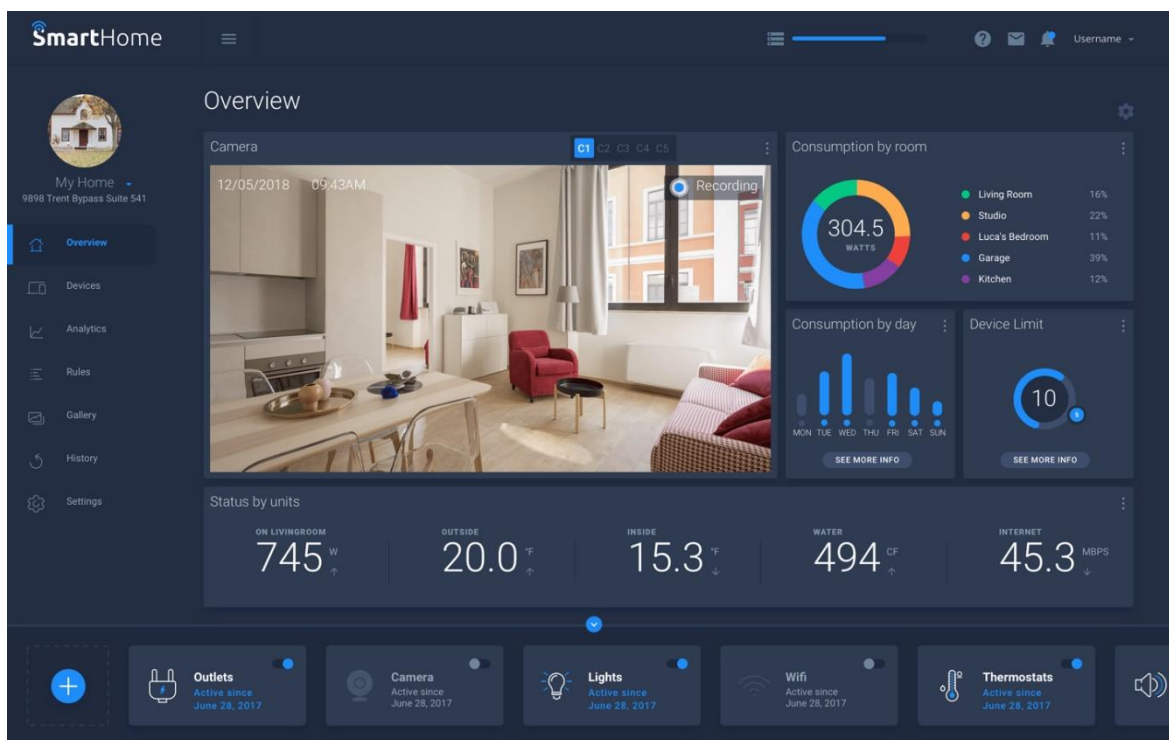 SmartHome
Username
My Home
9898 Trent Bypass Suite 541
Overview
Devices
Analytics
Rules
Gallery
History
Settings
Overview
Camera
C1 C2 C3 C4 C5
12/05/2018 09:43AM
Recording
Consumption by room
304.5
WATTS
Living Room 16%
Studio 22%
Luca's Bedroom 11%
Garage 39%
Kitchen 12%
Consumption by day
MON TUE WED THU FRI SAT SUN
SEE MORE INFO
Device Limit
10
SEE MORE INFO
Status by units
ON LIVINGROOM
745 W
OUTSIDE
20.0 °F
INSIDE
15.3 °F
WATER
494 CF
INTERNET
45.3 MBPS
Outlets
Active since
June 28, 2017
Camera
Active since
June 28, 2017
Lights
Active since
June 28, 2017
Wifi
Active since
June 28, 2017
Thermostats
Active since
June 28, 2017